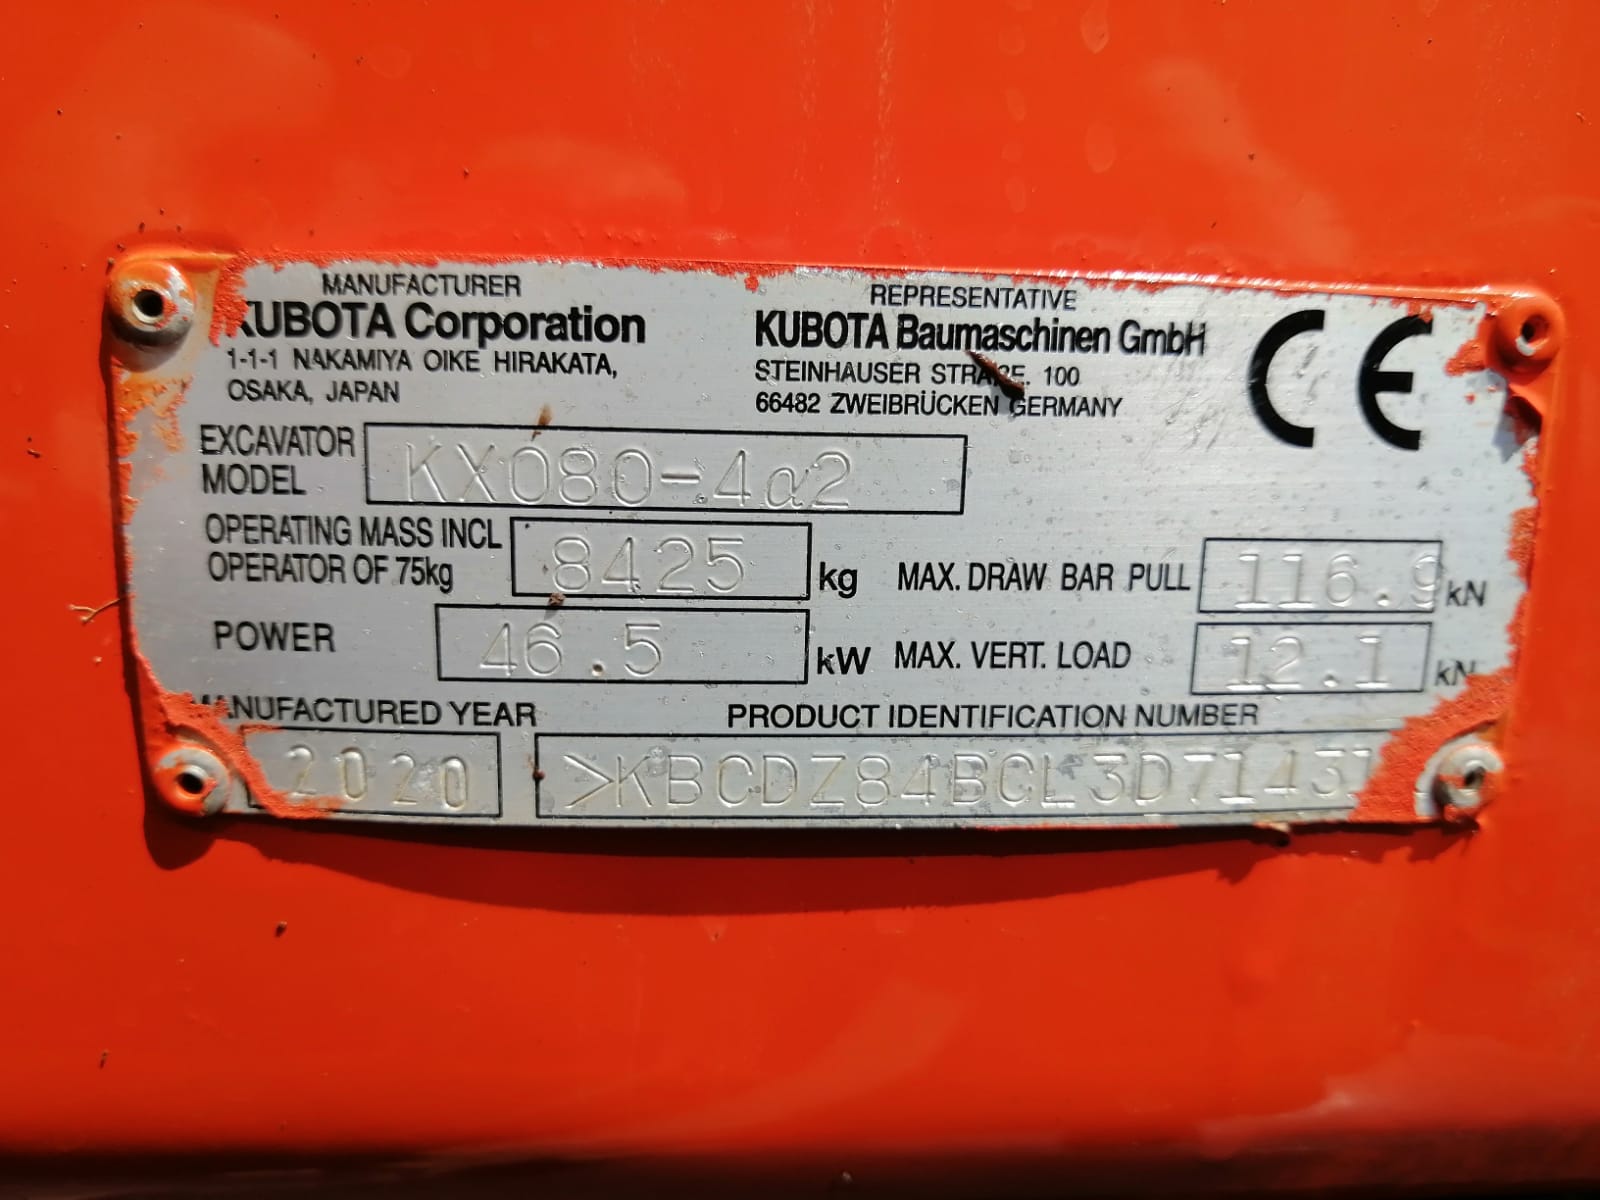 MANUFACTURER
KUBOTA Corporation
1-1-1 NAKAMIYA OIKE HIRAKATA,
OSAKA, JAPAN
REPRESENTATIVE
KUBOTA Baumaschinen GmbH
STEINHAUSER STRAßE. 100
66482 ZWEIBRÜCKEN GERMANY
CE
EXCAVATOR
MODEL
KX080-4α2
OPERATING MASS INCL
OPERATOR OF 75kg
8425 kg
MAX. DRAW BAR PULL 116.9 kN
POWER 46.5 kW
MAX. VERT. LOAD 12.1 kN
MANUFACTURED YEAR
2020
PRODUCT IDENTIFICATION NUMBER